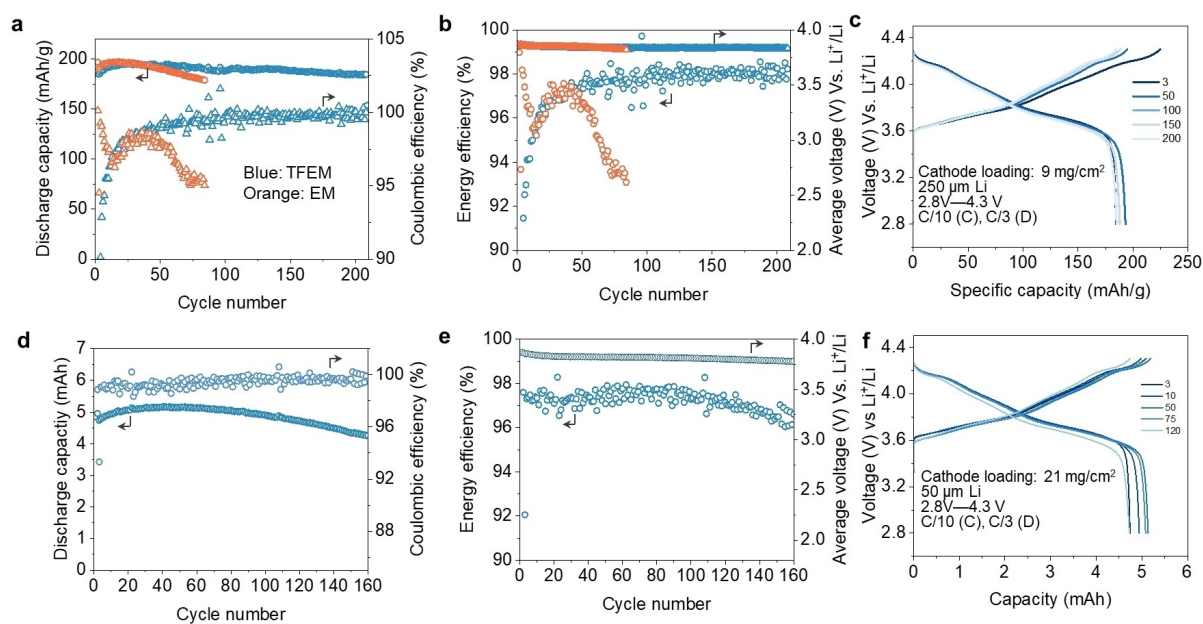 a
Discharge capacity (mAh/g)
200
150
100
50
0
0 50 100 150 200
Cycle number
105
100
95
90
Coulombic efficiency (%)
Blue: TFEM
Orange: EM
b
Energy efficiency (%)
100
98
96
94
92
90
0 50 100 150 200
Cycle number
4.0
3.5
3.0
2.5
2.0
Average voltage (V) Vs. Li⁺/Li
c
Voltage (V) Vs. Li⁺/Li
4.4
3.6
2.8
0 50 100 150 200 250
Specific capacity (mAh/g)
3
50
100
150
200
Cathode loading: 9 mg/cm²
250 µm Li
2.8V—4.3 V
C/10 (C), C/3 (D)
d
Discharge capactiy (mAh)
7
6
5
4
3
2
1
0
0 20 40 60 80 100 120 140 160
Cycle number
100
96
92
88
Coulombic efficiency (%)
e
Energy efficiency (%)
100
98
96
94
92
90
0 20 40 60 80 100 120 140 160
Cycle number
4.0
3.5
3.0
2.5
2.0
Average voltage (V) Vs. Li⁺/Li
f
Voltage (V) vs Li⁺/Li
4.4
3.6
2.8
0 1 2 3 4 5 6
Capacity (mAh)
3
10
50
75
120
Cathode loading: 21 mg/cm²
50 µm Li
2.8V—4.3 V
C/10 (C), C/3 (D)